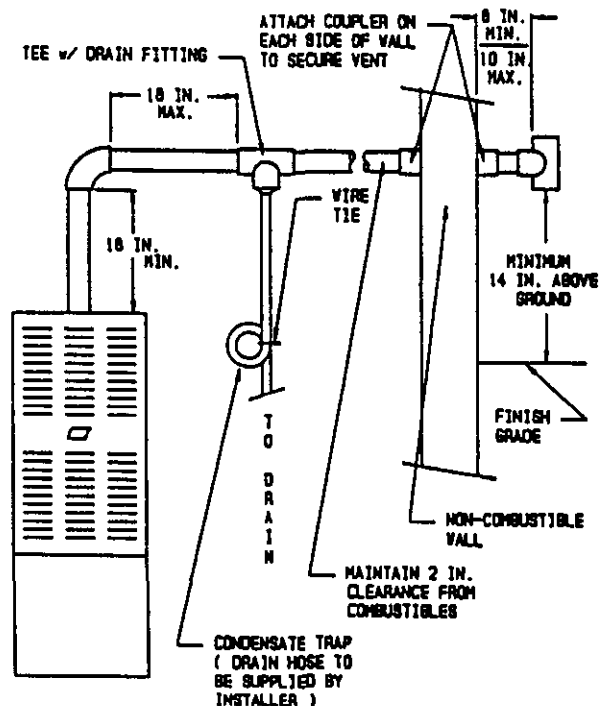 ATTACH COUPLER ON
EACH SIDE OF WALL
TO SECURE VENT
6 IN.
MIN.
10 IN.
MAX.
TEE w/ DRAIN FITTING
18 IN.
MAX.
WIRE
TIE
18 IN.
MIN.
MINIMUM
14 IN. ABOVE
GROUND
TO DRAIN
FINISH
GRADE
NON-COMBUSTIBLE
WALL
MAINTAIN 2 IN.
CLEARANCE FROM
COMBUSTIBLES
CONDENSATE TRAP
( DRAIN HOSE TO
BE SUPPLIED BY
INSTALLER )